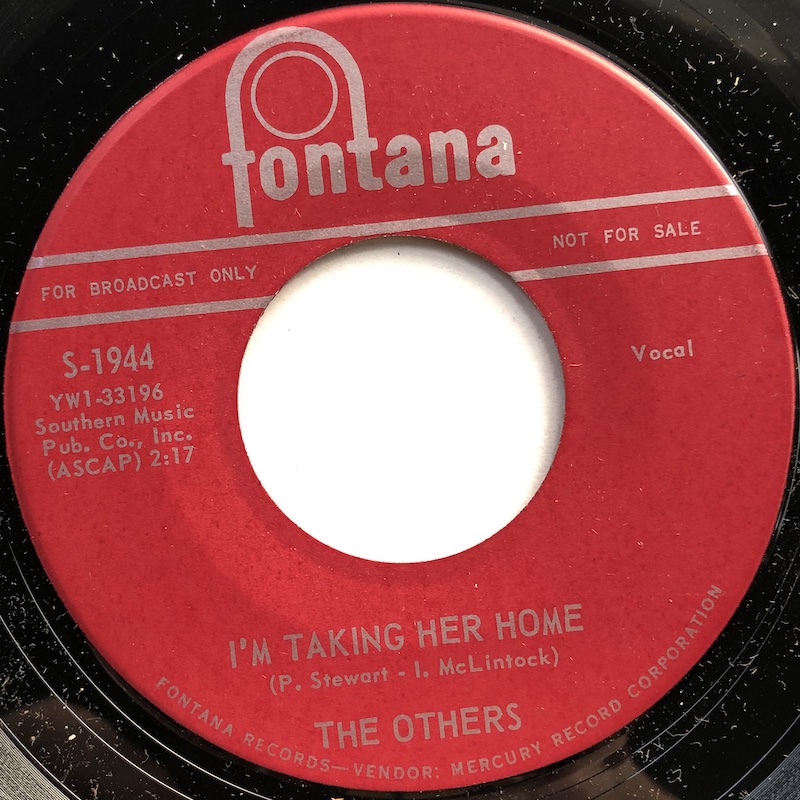 fontana
FOR BROADCAST ONLY
NOT FOR SALE
S-1944
YW1-33196
Southern Music
Pub. Co., Inc.
(ASCAP) 2:17
Vocal
I'M TAKING HER HOME
(P. Stewart - I. McLintock)
THE OTHERS
FONTANA RECORDS—VENDOR: MERCURY RECORD CORPORATION